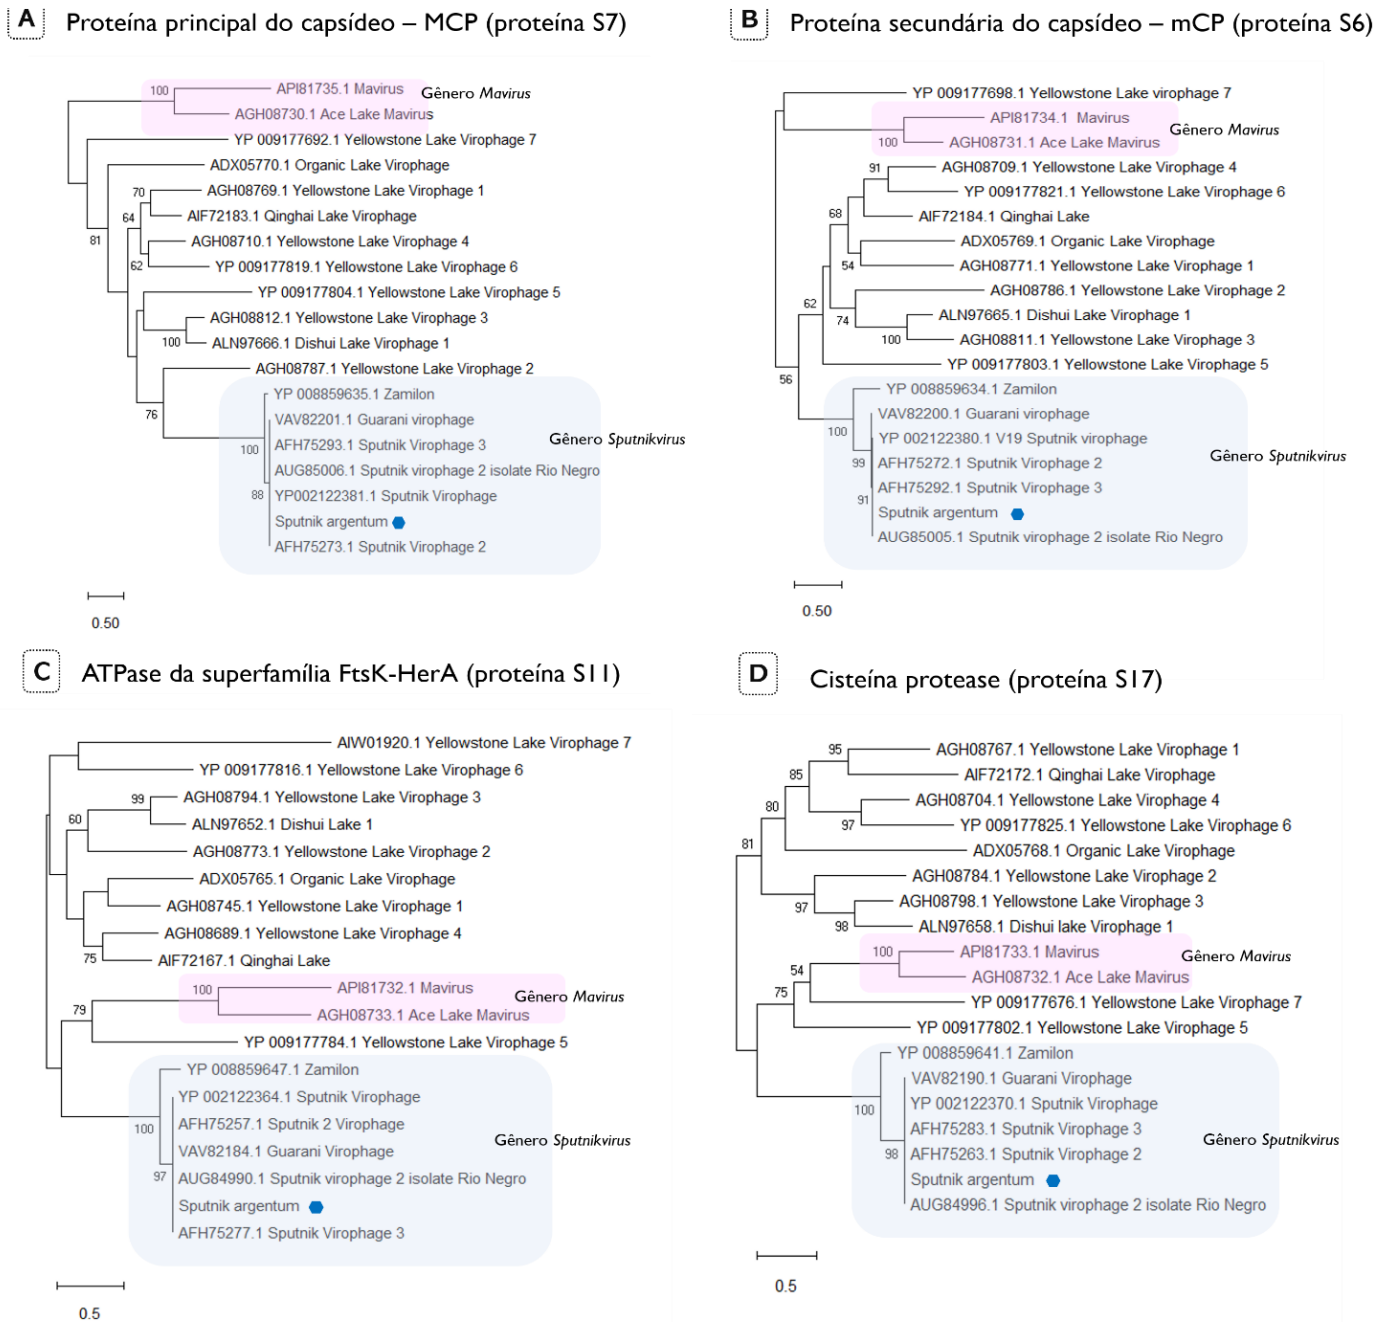 A Proteína principal do capsídeo – MCP (proteína S7)
100
API81735.1 Mavirus
Gênero Mavirus
AGH08730.1 Ace Lake Mavirus
YP 009177692.1 Yellowstone Lake Virophage 7
ADX05770.1 Organic Lake Virophage
70
AGH08769.1 Yellowstone Lake Virophage 1
64
AIF72183.1 Qinghai Lake Virophage
81
AGH08710.1 Yellowstone Lake Virophage 4
62
YP 009177819.1 Yellowstone Lake Virophage 6
YP 009177804.1 Yellowstone Lake Virophage 5
AGH08812.1 Yellowstone Lake Virophage 3
100
ALN97666.1 Dishui Lake Virophage 1
AGH08787.1 Yellowstone Lake Virophage 2
76
YP 008859635.1 Zamilon
VAV82201.1 Guarani virophage
100
AFH75293.1 Sputnik Virophage 3
Gênero Sputnikvirus
AUG85006.1 Sputnik virophage 2 isolate Rio Negro
88
YP002122381.1 Sputnik Virophage
Sputnik argentum
AFH75273.1 Sputnik Virophage 2
0.50
B Proteína secundária do capsídeo – mCP (proteína S6)
YP 009177698.1 Yellowstone Lake virophage 7
API81734.1 Mavirus
Gênero Mavirus
100
AGH08731.1 Ace Lake Mavirus
91
AGH08709.1 Yellowstone Lake Virophage 4
YP 009177821.1 Yellowstone Lake Virophage 6
68
AIF72184.1 Qinghai Lake
ADX05769.1 Organic Lake Virophage
54
AGH08771.1 Yellowstone Lake Virophage 1
AGH08786.1 Yellowstone Lake Virophage 2
62
74
ALN97665.1 Dishui Lake Virophage 1
100
AGH08811.1 Yellowstone Lake Virophage 3
YP 009177803.1 Yellowstone Lake Virophage 5
56
YP 008859634.1 Zamilon
VAV82200.1 Guarani virophage
100
YP 002122380.1 V19 Sputnik virophage
Gênero Sputnikvirus
99
AFH75272.1 Sputnik Virophage 2
AFH75292.1 Sputnik Virophage 3
91
Sputnik argentum
AUG85005.1 Sputnik virophage 2 isolate Rio Negro
0.50
C ATPase da superfamília FtsK-HerA (proteína S11)
AIW01920.1 Yellowstone Lake Virophage 7
YP 009177816.1 Yellowstone Lake Virophage 6
99
AGH08794.1 Yellowstone Lake Virophage 3
60
ALN97652.1 Dishui Lake 1
AGH08773.1 Yellowstone Lake Virophage 2
ADX05765.1 Organic Lake Virophage
AGH08745.1 Yellowstone Lake Virophage 1
AGH08689.1 Yellowstone Lake Virophage 4
75
AIF72167.1 Qinghai Lake
100
API81732.1 Mavirus
Gênero Mavirus
79
AGH08733.1 Ace Lake Mavirus
YP 009177784.1 Yellowstone Lake Virophage 5
YP 008859647.1 Zamilon
YP 002122364.1 Sputnik Virophage
100
AFH75257.1 Sputnik 2 Virophage
Gênero Sputnikvirus
VAV82184.1 Guarani Virophage
97
AUG84990.1 Sputnik virophage 2 isolate Rio Negro
Sputnik argentum
AFH75277.1 Sputnik Virophage 3
0.5
D Cisteína protease (proteína S17)
95
AGH08767.1 Yellowstone Lake Virophage 1
85
AIF72172.1 Qinghai Lake Virophage
80
AGH08704.1 Yellowstone Lake Virophage 4
97
YP 009177825.1 Yellowstone Lake Virophage 6
81
ADX05768.1 Organic Lake Virophage
AGH08784.1 Yellowstone Lake Virophage 2
97
AGH08798.1 Yellowstone Lake Virophage 3
98
ALN97658.1 Dishui lake Virophage 1
100
API81733.1 Mavirus
Gênero Mavirus
54
AGH08732.1 Ace Lake Mavirus
75
YP 009177676.1 Yellowstone Lake Virophage 7
YP 009177802.1 Yellowstone Lake Virophage 5
YP 008859641.1 Zamilon
VAV82190.1 Guarani Virophage
100
YP 002122370.1 Sputnik Virophage
AFH75283.1 Sputnik Virophage 3
Gênero Sputnikvirus
98
AFH75263.1 Sputnik Virophage 2
Sputnik argentum
AUG84996.1 Sputnik virophage 2 isolate Rio Negro
0.5